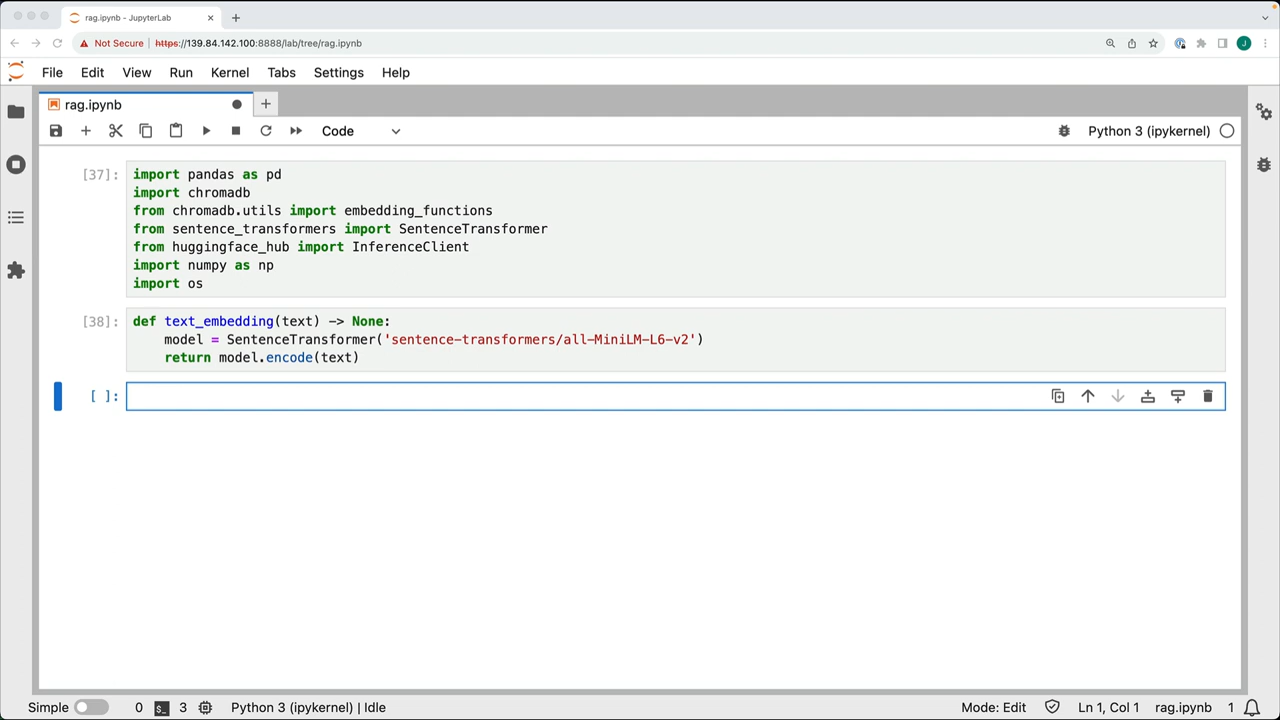 rag.ipynb - JupyterLab
Not Secure https://139.84.142.100:8888/lab/tree/rag.ipynb
J
File Edit View Run Kernel Tabs Settings Help
rag.ipynb
Code Python 3 (ipykernel)
[37]: import pandas as pd
import chromadb
from chromadb.utils import embedding_functions
from sentence_transformers import SentenceTransformer
from huggingface_hub import InferenceClient
import numpy as np
import os
[38]: def text_embedding(text) -> None:
model = SentenceTransformer('sentence-transformers/all-MiniLM-L6-v2')
return model.encode(text)
[ ]:
Simple 0 $_ 3 Python 3 (ipykernel) | Idle Mode: Edit Ln 1, Col 1 rag.ipynb 1